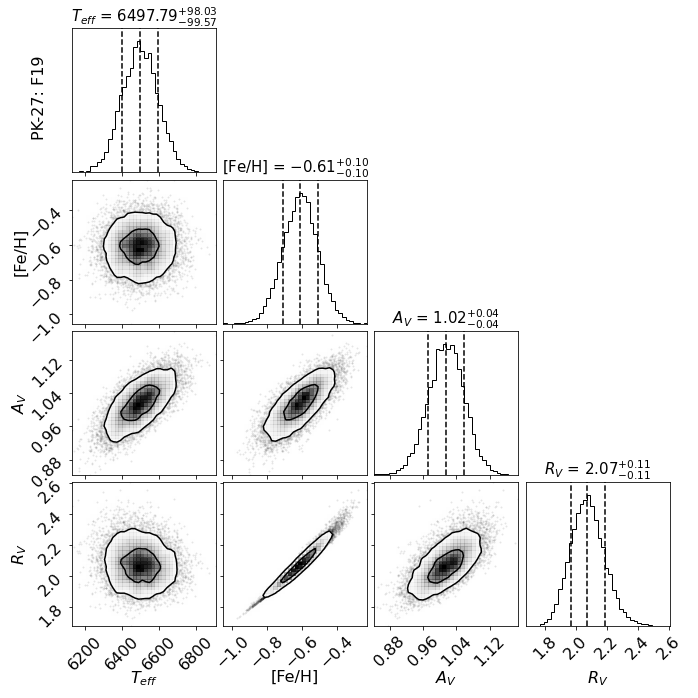 T_eff = 6497.79 +98.03 −99.57
PK-27: F19
[Fe/H] = −0.61 +0.10 −0.10
[Fe/H]
−0.4
−0.6
−0.8
−1.0
A_V = 1.02 +0.04 −0.04
A_V
1.12
1.04
0.96
0.88
R_V = 2.07 +0.11 −0.11
R_V
2.6
2.4
2.2
2.0
1.8
6200 6400 6600 6800
T_eff
−1.0 −0.8 −0.6 −0.4
[Fe/H]
0.88 0.96 1.04 1.12
A_V
1.8 2.0 2.2 2.4 2.6
R_V